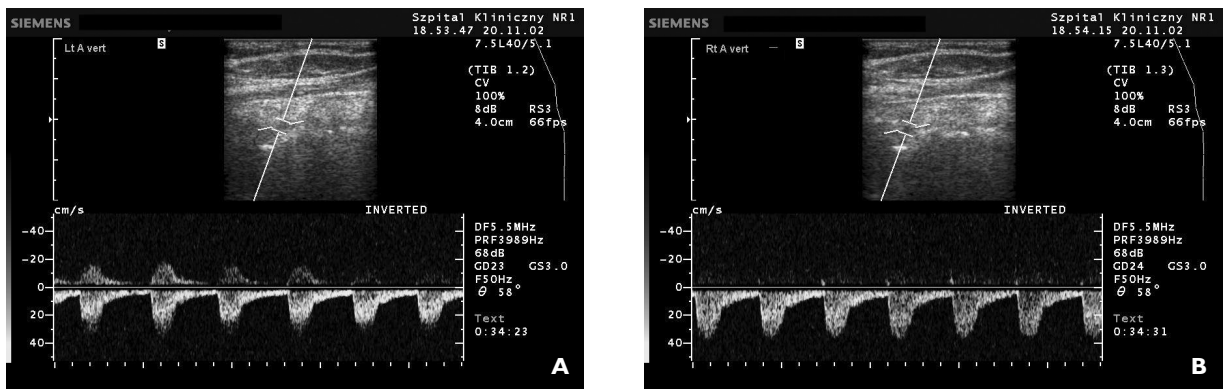 SIEMENS
Szpital Kliniczny NR1
18.53.47 20.11.02
Lt A vert
S
7.5L40/5.1
(TIB 1.2)
CV
100%
8dB RS3
4.0cm 66fps
cm/s
INVERTED
-40
-20
0
20
40
DF5.5MHz
PRF3989Hz
68dB
GD23 GS3.0
F50Hz
θ 58°
Text
0:34:23
A
SIEMENS
Szpital Kliniczny NR1
18.54.15 20.11.02
Rt A vert
S
7.5L40/5.1
(TIB 1.3)
CV
100%
8dB RS3
4.0cm 66fps
cm/s
INVERTED
-40
-20
0
20
40
DF5.5MHz
PRF3989Hz
68dB
GD24 GS3.0
F50Hz
θ 58°
Text
0:34:31
B